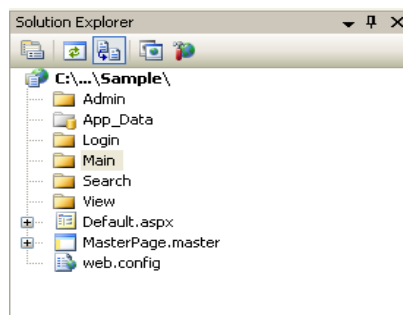 Solution Explorer
C:\...\Sample\
Admin
App_Data
Login
Main
Search
View
Default.aspx
MasterPage.master
web.config